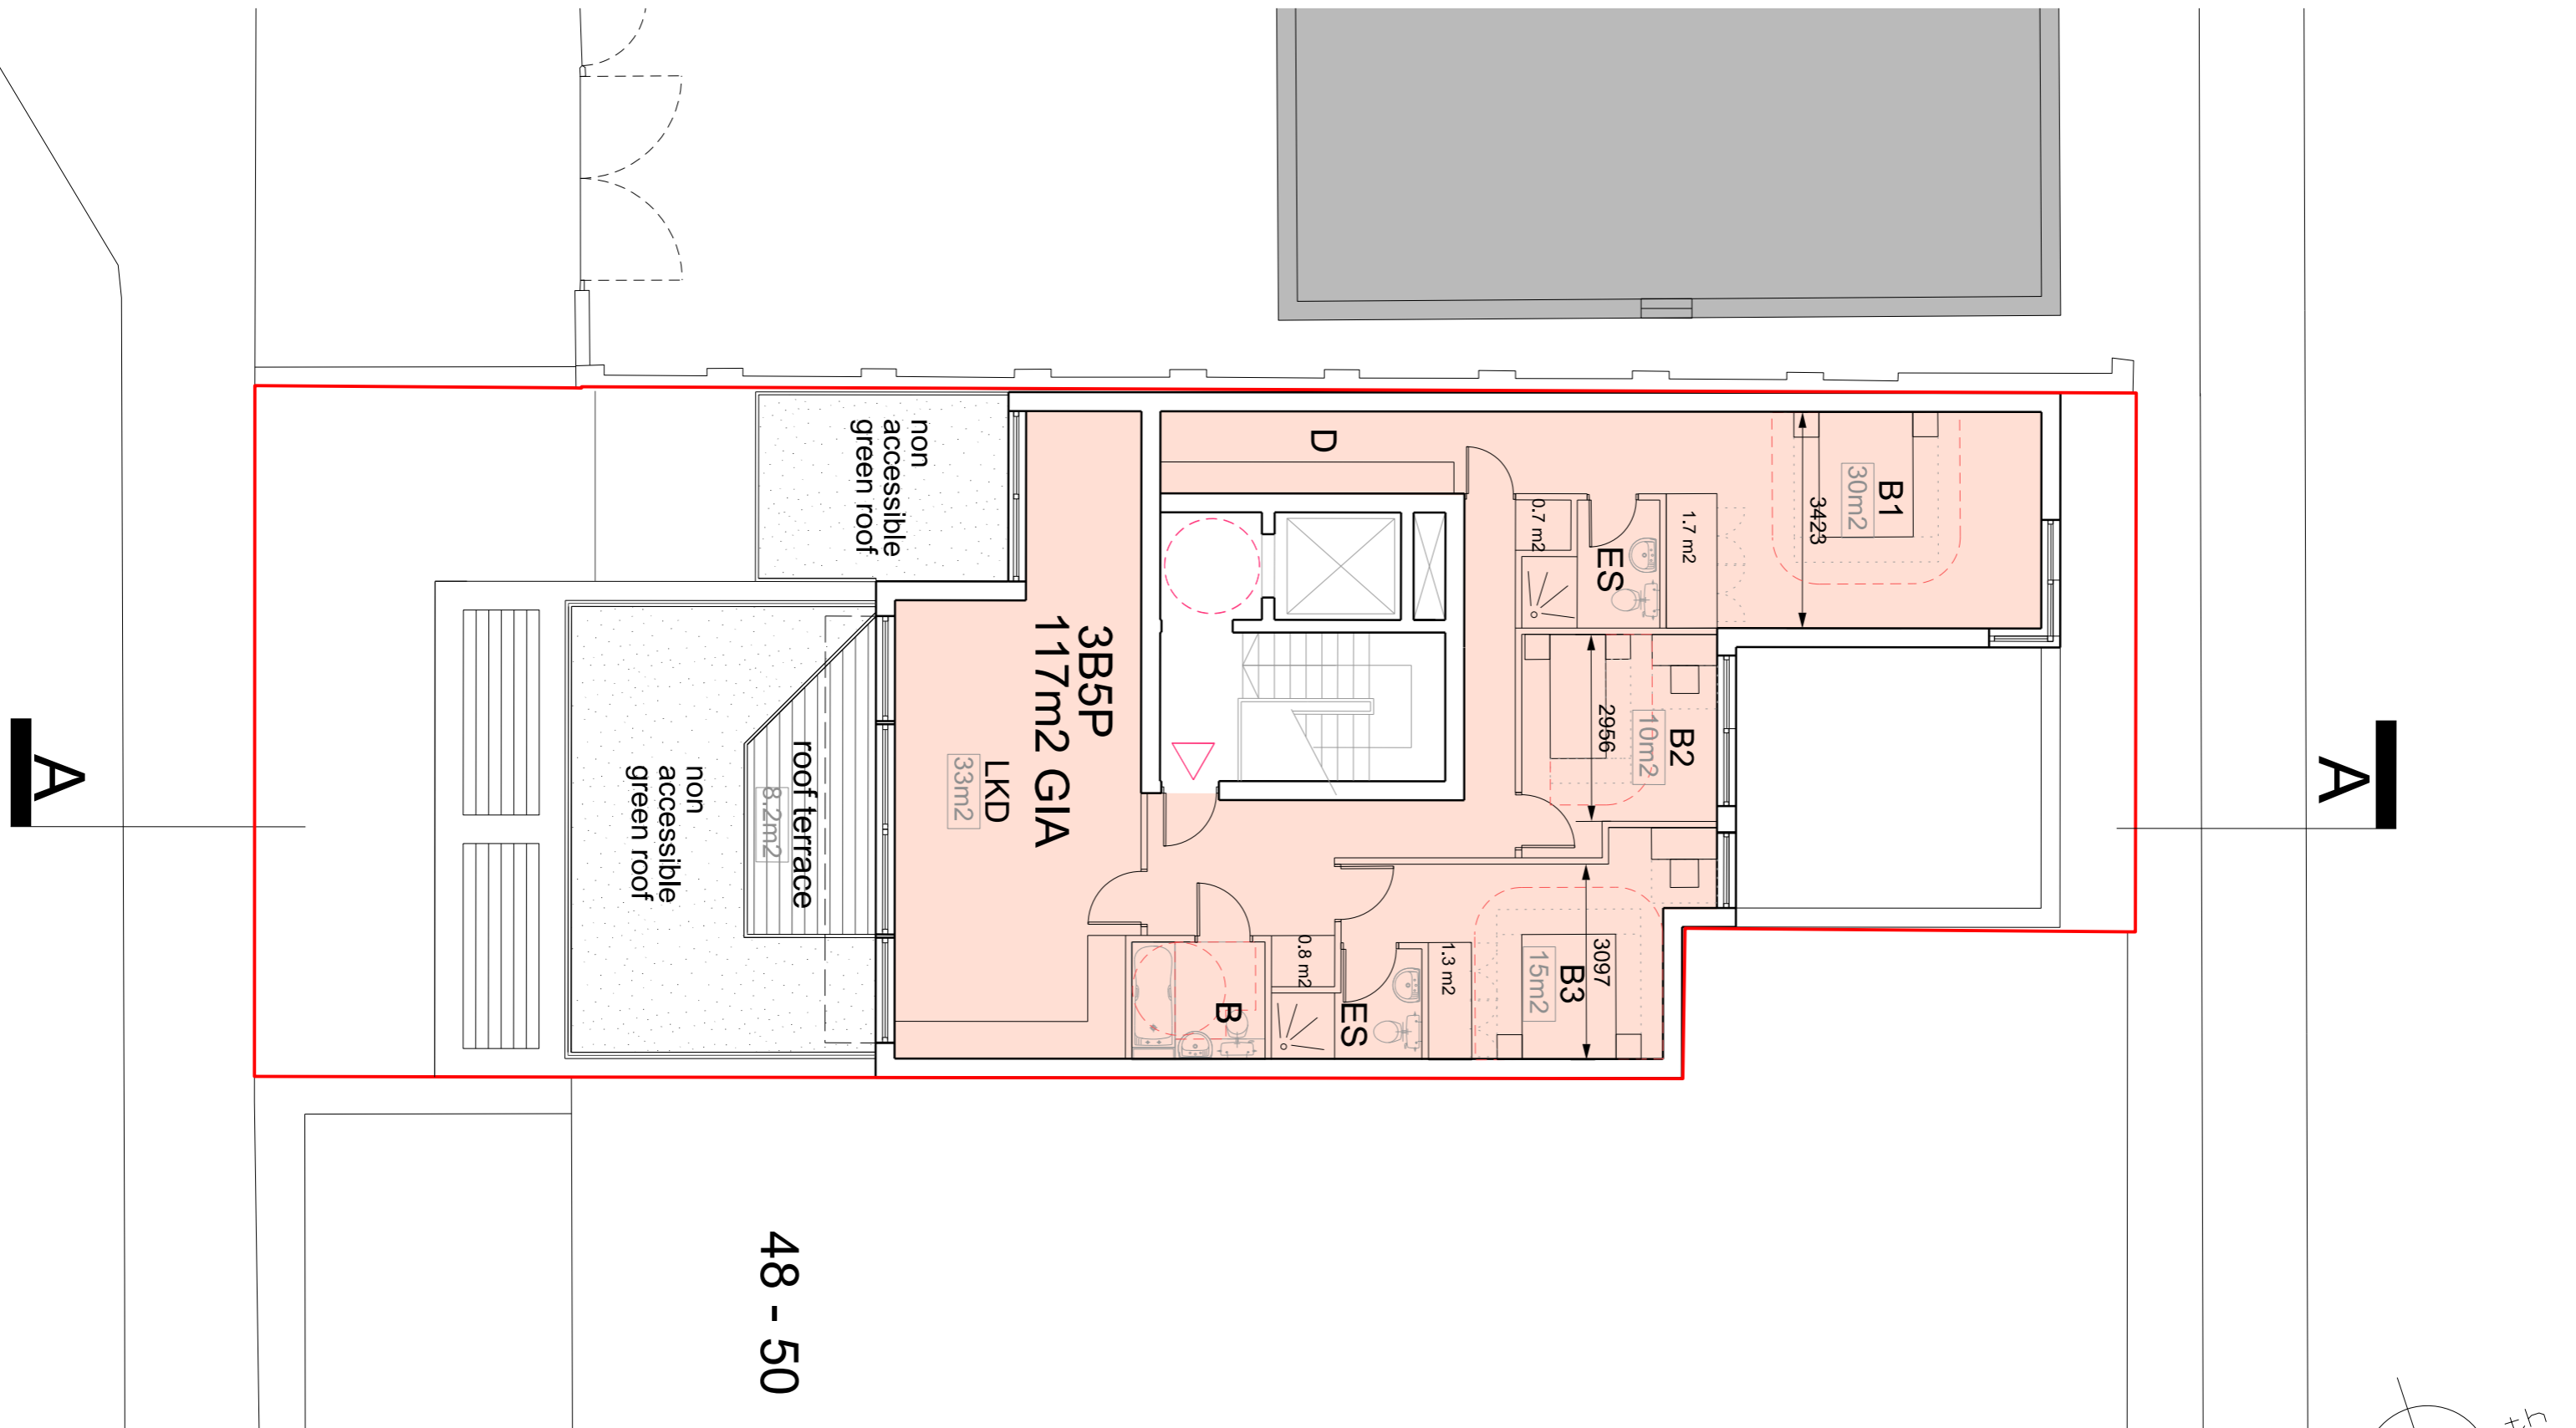 A
A
non
accessible
green roof
D
B1
30m2
3423
0.7 m2
ES
1.7 m2
3B5P
117m2 GIA
LKD
33m2
B2
10m2
2956
roof terrace
8.2m2
non
accessible
green roof
B
0.8 m2
ES
1.3 m2
3097
B3
15m2
48 - 50